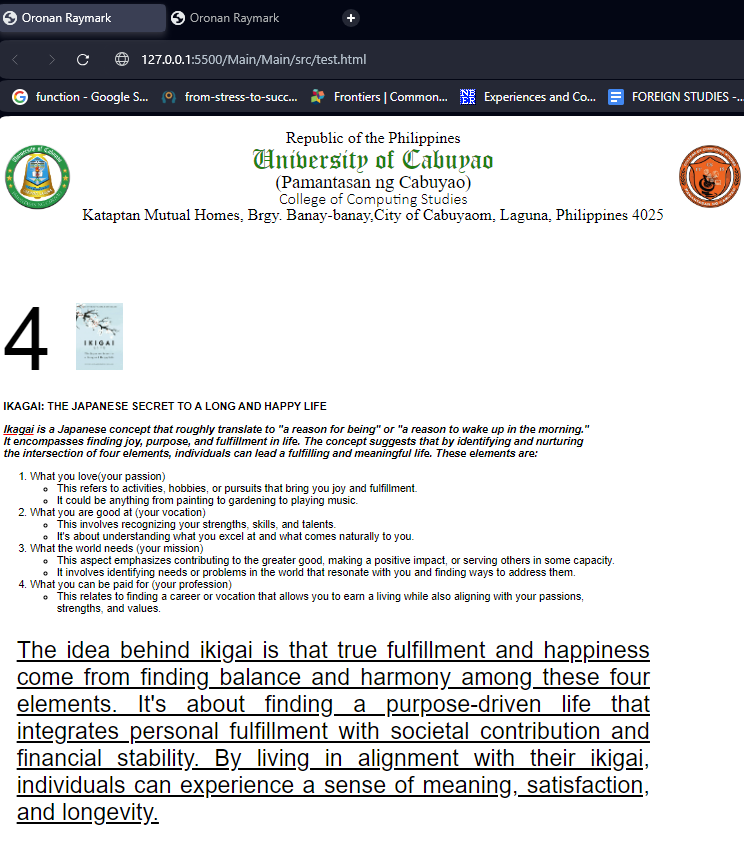 Oronan Raymark
Oronan Raymark
127.0.0.1:5500/Main/Main/src/test.html
function - Google S...
from-stress-to-succ...
Frontiers | Common...
Experiences and Co...
FOREIGN STUDIES -...
Republic of the Philippines
University of Cabuyao
(Pamantasan ng Cabuyao)
College of Computing Studies
Kataptan Mutual Homes, Brgy. Banay-banay,City of Cabuyaom, Laguna, Philippines 4025
4
IKIGAI
IKAGAI: THE JAPANESE SECRET TO A LONG AND HAPPY LIFE
Ikagai is a Japanese concept that roughly translate to "a reason for being" or "a reason to wake up in the morning."
It encompasses finding joy, purpose, and fulfillment in life. The concept suggests that by identifying and nurturing
the intersection of four elements, individuals can lead a fulfilling and meaningful life. These elements are:
1. What you love(your passion)
This refers to activities, hobbies, or pursuits that bring you joy and fulfillment.
It could be anything from painting to gardening to playing music.
2. What you are good at (your vocation)
This involves recognizing your strengths, skills, and talents.
It's about understanding what you excel at and what comes naturally to you.
3. What the world needs (your mission)
This aspect emphasizes contributing to the greater good, making a positive impact, or serving others in some capacity.
It involves identifying needs or problems in the world that resonate with you and finding ways to address them.
4. What you can be paid for (your profession)
This relates to finding a career or vocation that allows you to earn a living while also aligning with your passions,
strengths, and values.
The idea behind ikigai is that true fulfillment and happiness
come from finding balance and harmony among these four
elements. It's about finding a purpose-driven life that
integrates personal fulfillment with societal contribution and
financial stability. By living in alignment with their ikigai,
individuals can experience a sense of meaning, satisfaction,
and longevity.